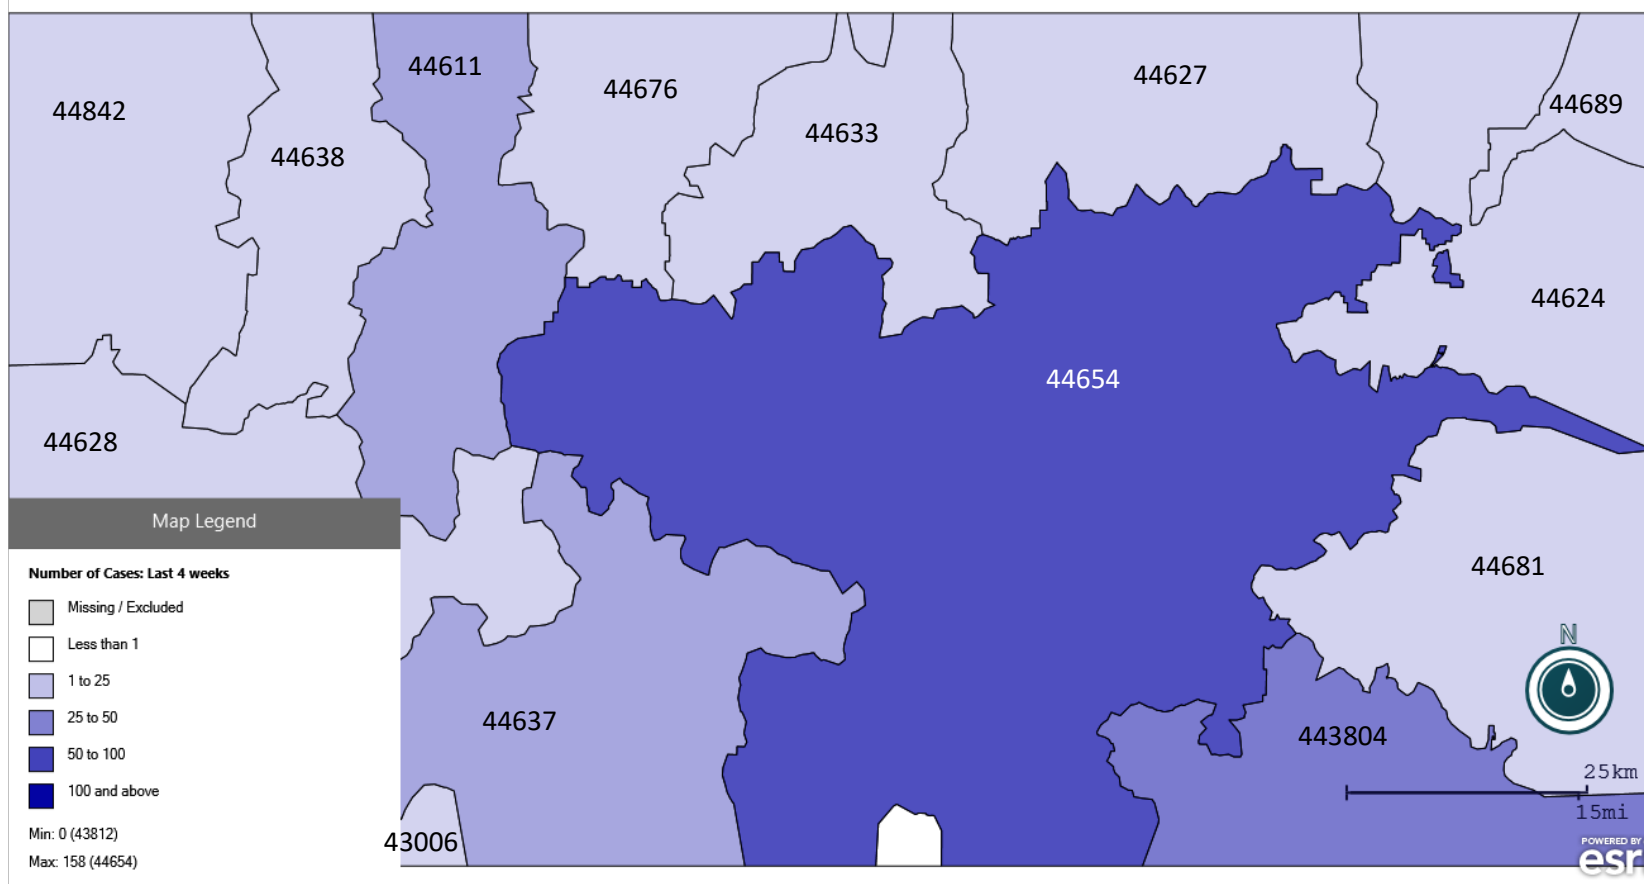 44611
44676
44627
44842
44689
44633
44638
44624
44654
44628
Map Legend
44681
Number of Cases: Last 4 weeks
Missing / Excluded
Less than 1
N
1 to 25
25 to 50
44637
443804
50 to 100
25km
100 and above
15mi
Min: 0 (43812)
43006
POWERED BY
Max: 158 (44654)
esri